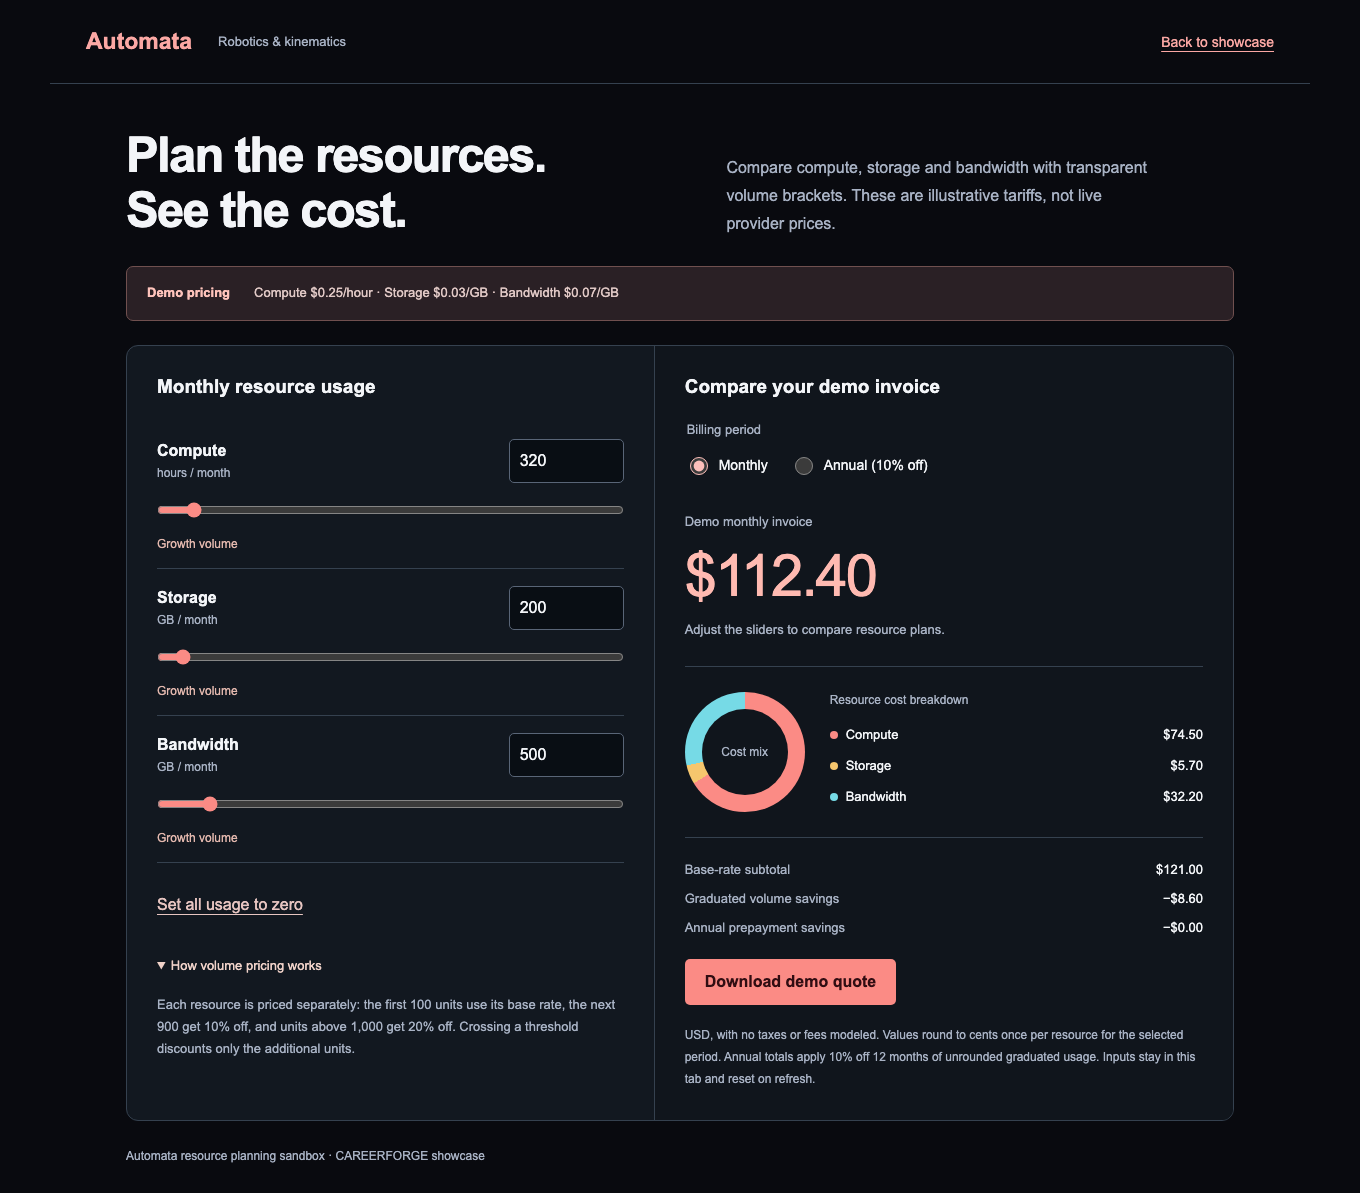 Automata
Robotics & kinematics
Back to showcase
Plan the resources.
See the cost.
Compare compute, storage and bandwidth with transparent
volume brackets. These are illustrative tariffs, not live
provider prices.
Demo pricing
Compute $0.25/hour · Storage $0.03/GB · Bandwidth $0.07/GB
Monthly resource usage
Compute
hours / month
320
Growth volume
Storage
GB / month
200
Growth volume
Bandwidth
GB / month
500
Growth volume
Set all usage to zero
▼ How volume pricing works
Each resource is priced separately: the first 100 units use its base rate, the next
900 get 10% off, and units above 1,000 get 20% off. Crossing a threshold
discounts only the additional units.
Compare your demo invoice
Billing period
Monthly
Annual (10% off)
Demo monthly invoice
$112.40
Adjust the sliders to compare resource plans.
Cost mix
Resource cost breakdown
Compute $74.50
Storage $5.70
Bandwidth $32.20
Base-rate subtotal $121.00
Graduated volume savings −$8.60
Annual prepayment savings −$0.00
Download demo quote
USD, with no taxes or fees modeled. Values round to cents once per resource for the selected
period. Annual totals apply 10% off 12 months of unrounded graduated usage. Inputs stay in this
tab and reset on refresh.
Automata resource planning sandbox · CAREERFORGE showcase